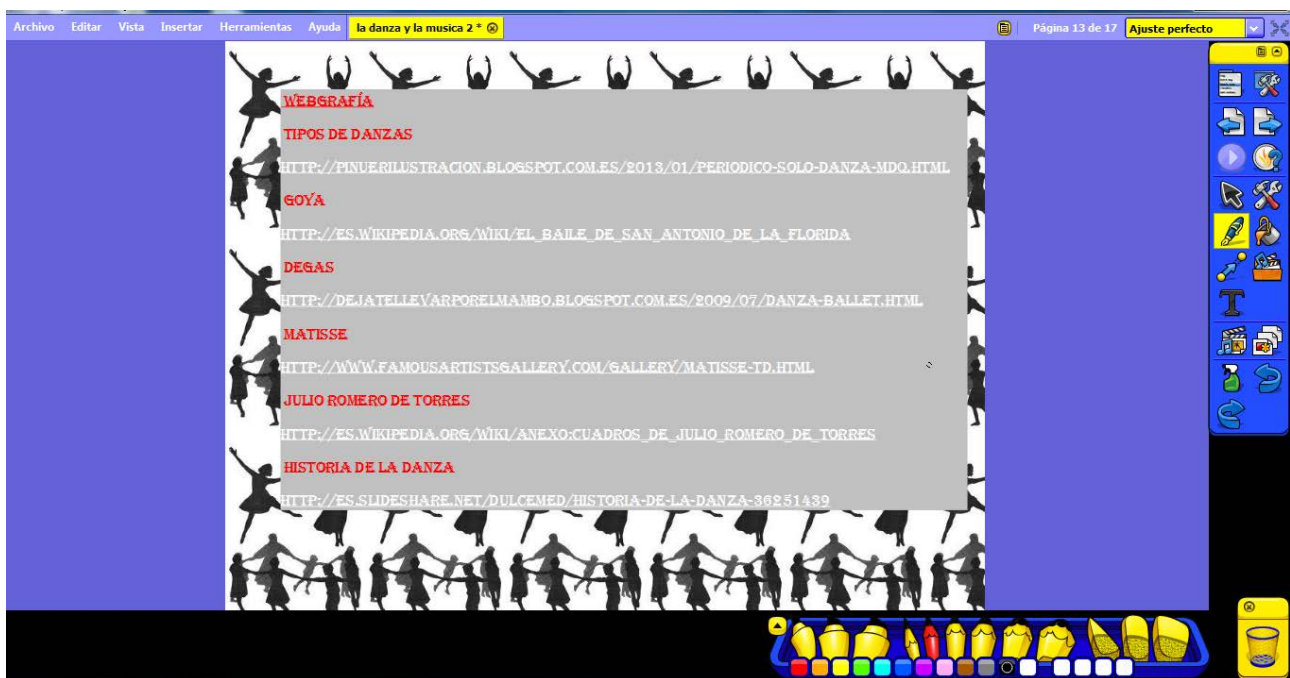 Archivo Editar Vista Insertar Herramientas Ayuda la danza y la musica 2 * Página 13 de 17 Ajuste perfecto
WEBGRAFÍA
TIPOS DE DANZAS
HTTP://PINUERILUSTRACION.BLOGSPOT.COM.ES/2013/01/PERIODICO-SOLO-DANZA-MDQ.HTML
GOYA
HTTP://ES.WIKIPEDIA.ORG/WIKI/EL_BAILE_DE_SAN_ANTONIO_DE_LA_FLORIDA
DEGAS
HTTP://DEJATELLEVARPORELMAMBO.BLOGSPOT.COM.ES/2009/07/DANZA-BALLET.HTML
MATISSE
HTTP://WWW.FAMOUSARTISTSGALLERY.COM/GALLERY/MATISSE-TD.HTML
JULIO ROMERO DE TORRES
HTTP://ES.WIKIPEDIA.ORG/WIKI/ANEXO:CUADROS_DE_JULIO_ROMERO_DE_TORRES
HISTORIA DE LA DANZA
HTTP://ES.SLIDESHARE.NET/DULCEMED/HISTORIA-DE-LA-DANZA-36251439